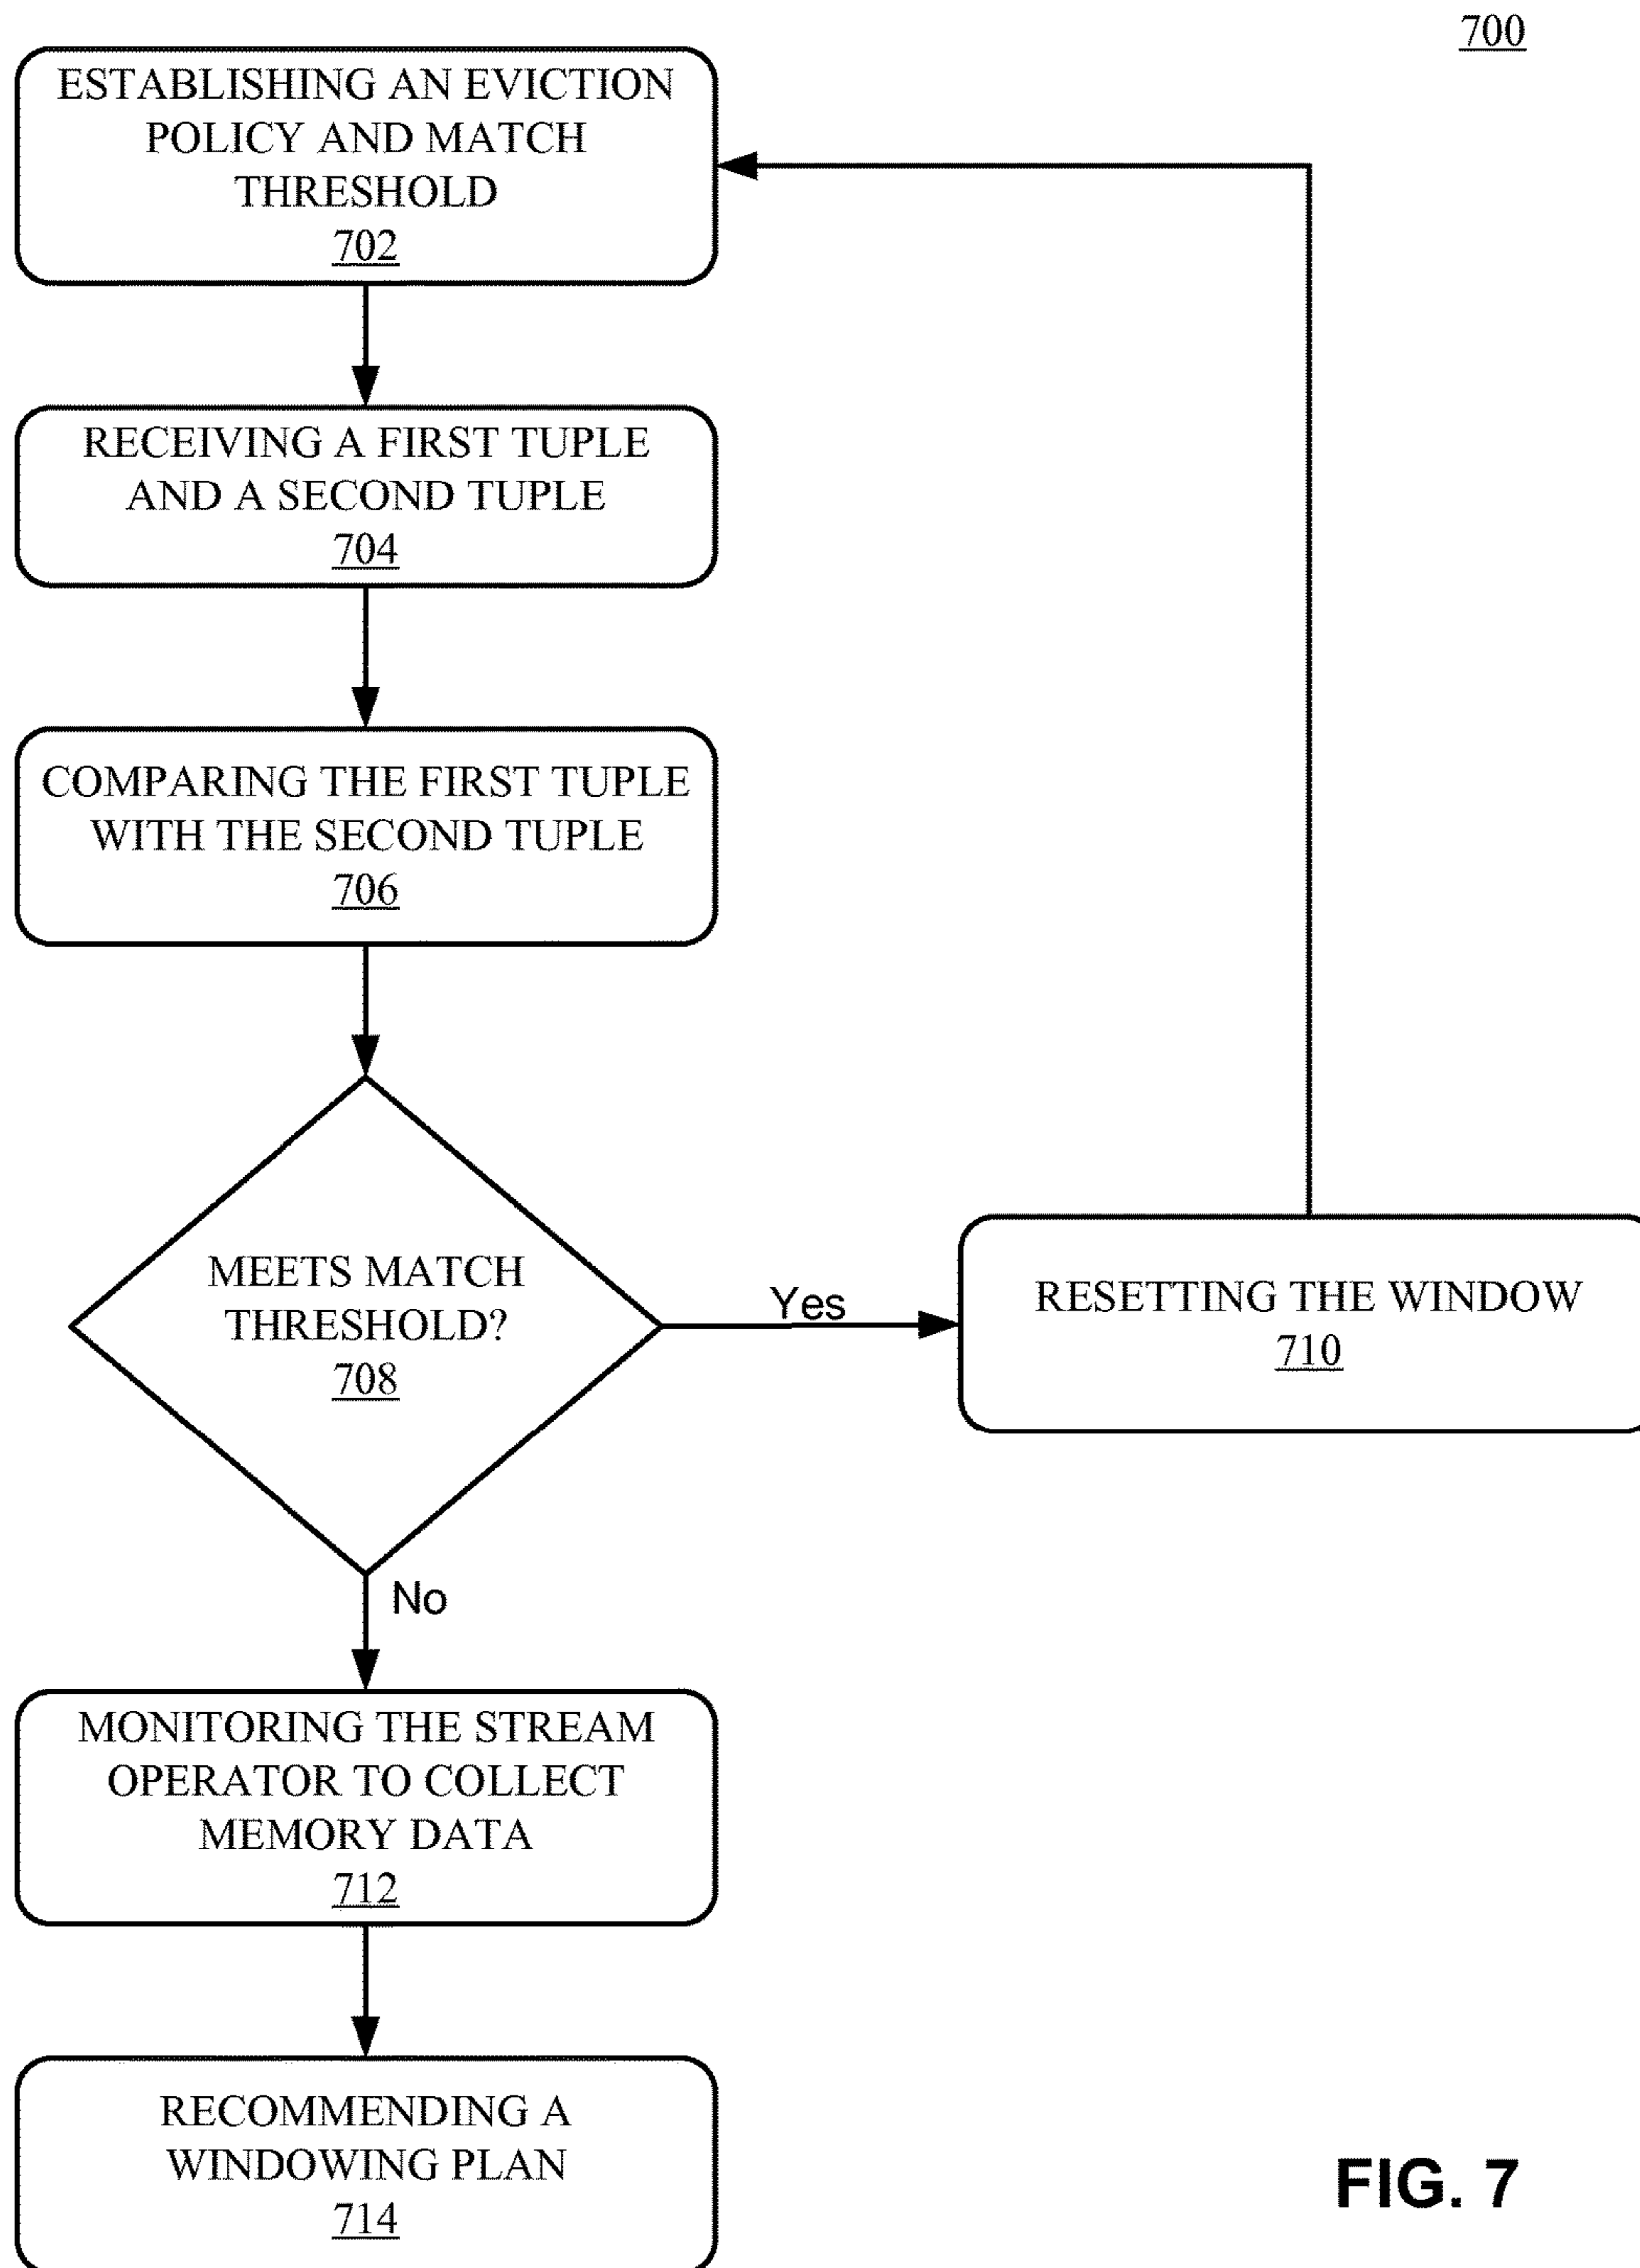 700
ESTABLISHING AN EVICTION
POLICY AND MATCH
THRESHOLD
702
RECEIVING A FIRST TUPLE
AND A SECOND TUPLE
704
COMPARING THE FIRST TUPLE
WITH THE SECOND TUPLE
706
MEETS MATCH
THRESHOLD?
708
Yes
RESETTING THE WINDOW
710
No
MONITORING THE STREAM
OPERATOR TO COLLECT
MEMORY DATA
712
RECOMMENDING A
WINDOWING PLAN
714
FIG. 7